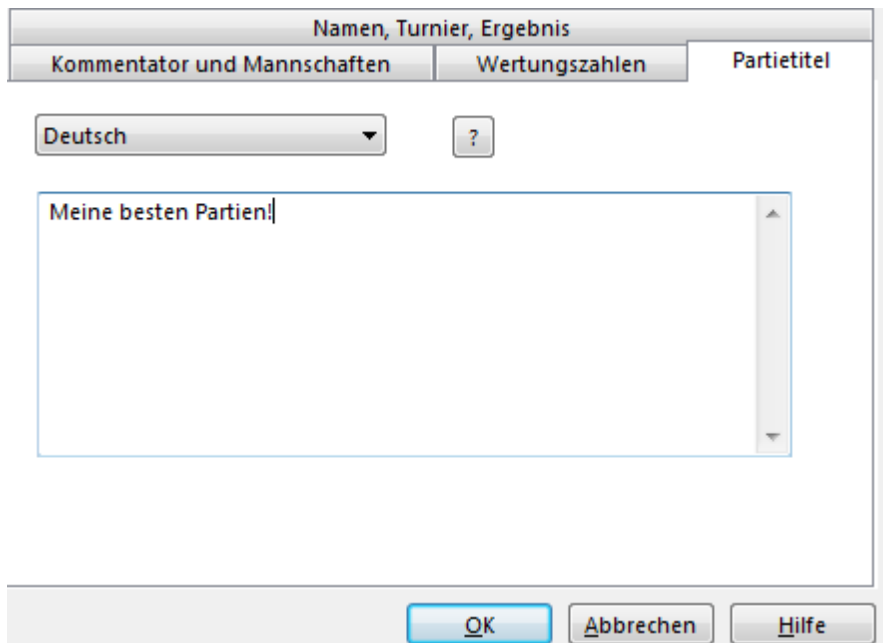 Namen, Turnier, Ergebnis
Kommentator und Mannschaften Wertungszahlen Partietitel
Deutsch ?
Meine besten Partien!
OK Abbrechen Hilfe